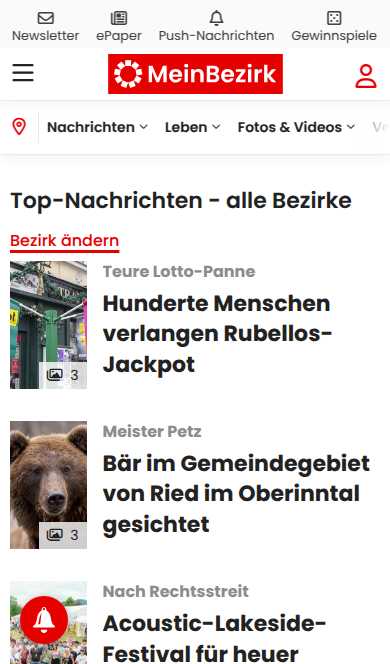 Newsletter ePaper Push-Nachrichten Gewinnspiele
MeinBezirk
Nachrichten Leben Fotos & Videos
Top-Nachrichten - alle Bezirke
Bezirk ändern
Teure Lotto-Panne
Hunderte Menschen
verlangen Rubellos-
Jackpot
3
Meister Petz
Bär im Gemeindegebiet
von Ried im Oberinntal
gesichtet
3
Nach Rechtsstreit
Acoustic-Lakeside-
Festival für heuer